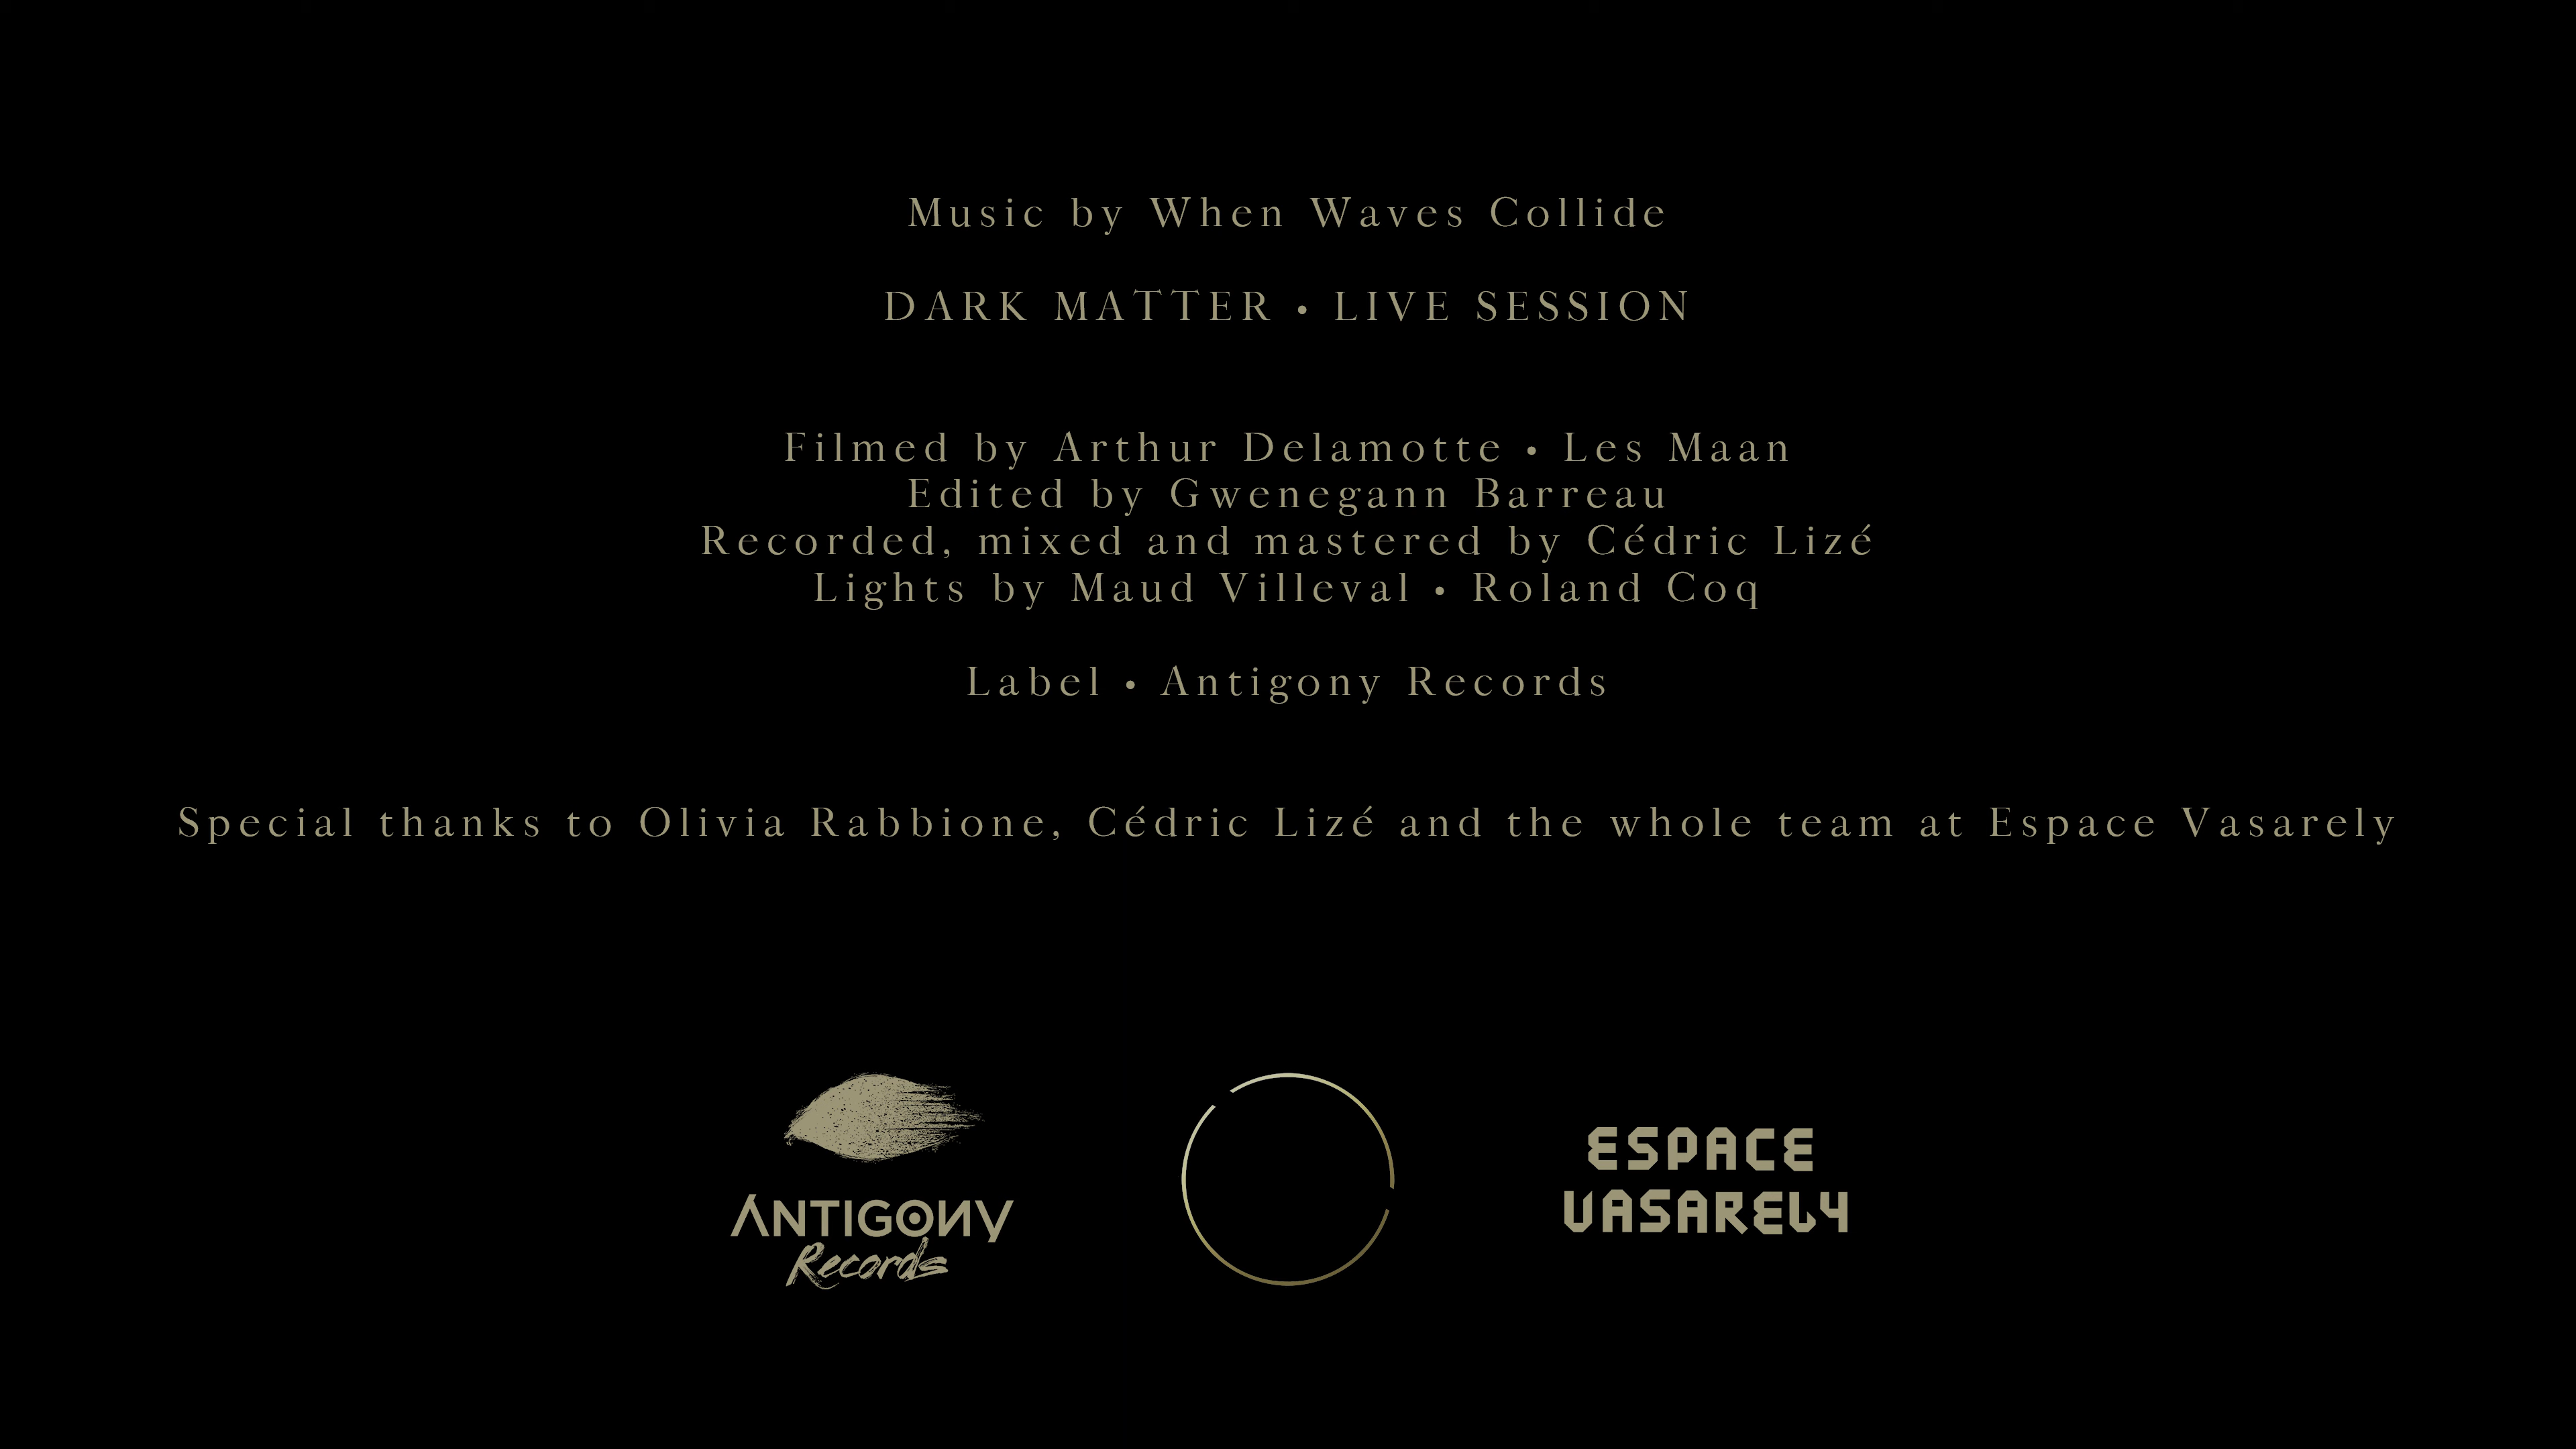 Music by When Waves Collide
DARK MATTER • LIVE SESSION
Filmed by Arthur Delamotte • Les Maan
Edited by Gwenegann Barreau
Recorded, mixed and mastered by Cédric Lizé
Lights by Maud Villeval • Roland Coq
Label • Antigony Records
Special thanks to Olivia Rabbione, Cédric Lizé and the whole team at Espace Vasarely
ANTIGONY
Records
ESPACE
VASARELY